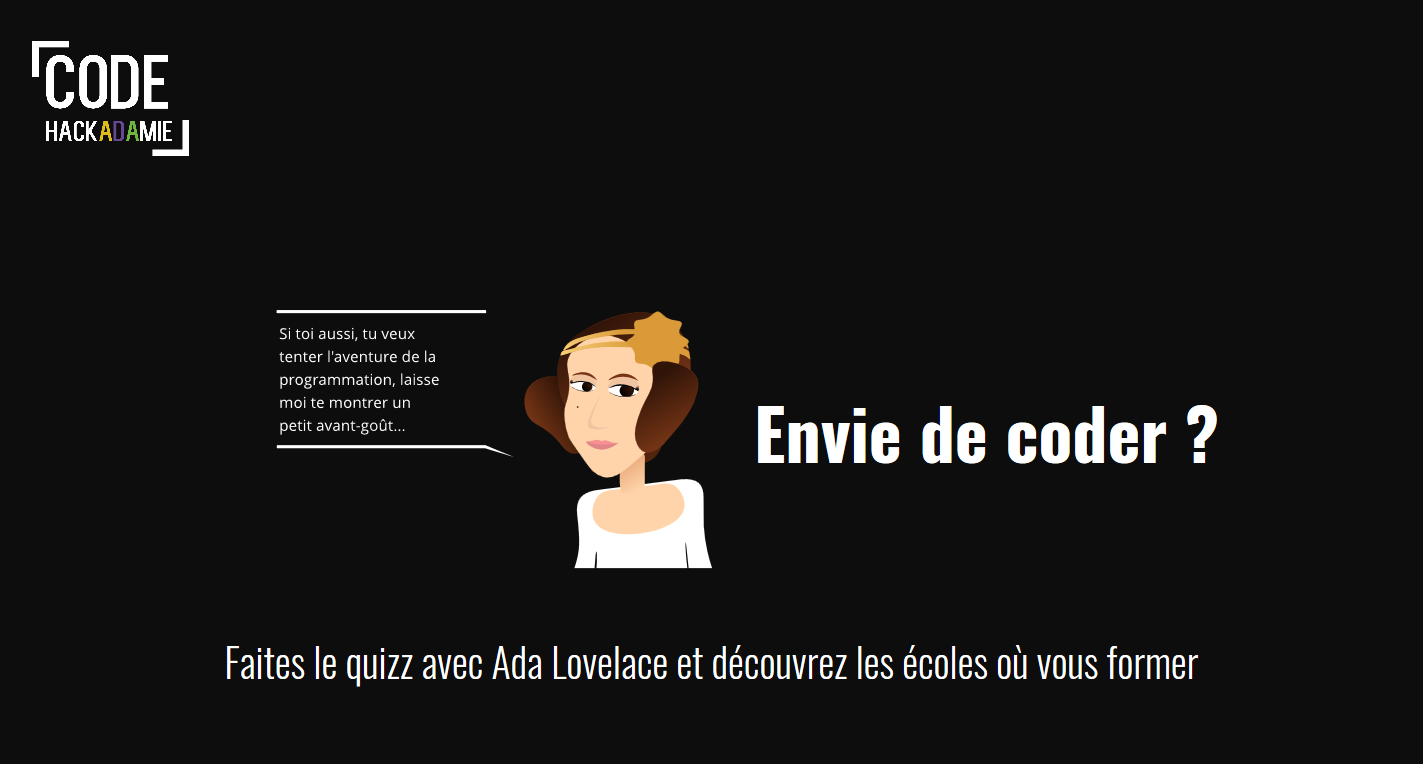 CODE
HACKADAMIE
Si toi aussi, tu veux
tenter l'aventure de la
programmation, laisse
moi te montrer un
petit avant-goût...
Envie de coder ?
Faites le quizz avec Ada Lovelace et découvrez les écoles où vous former